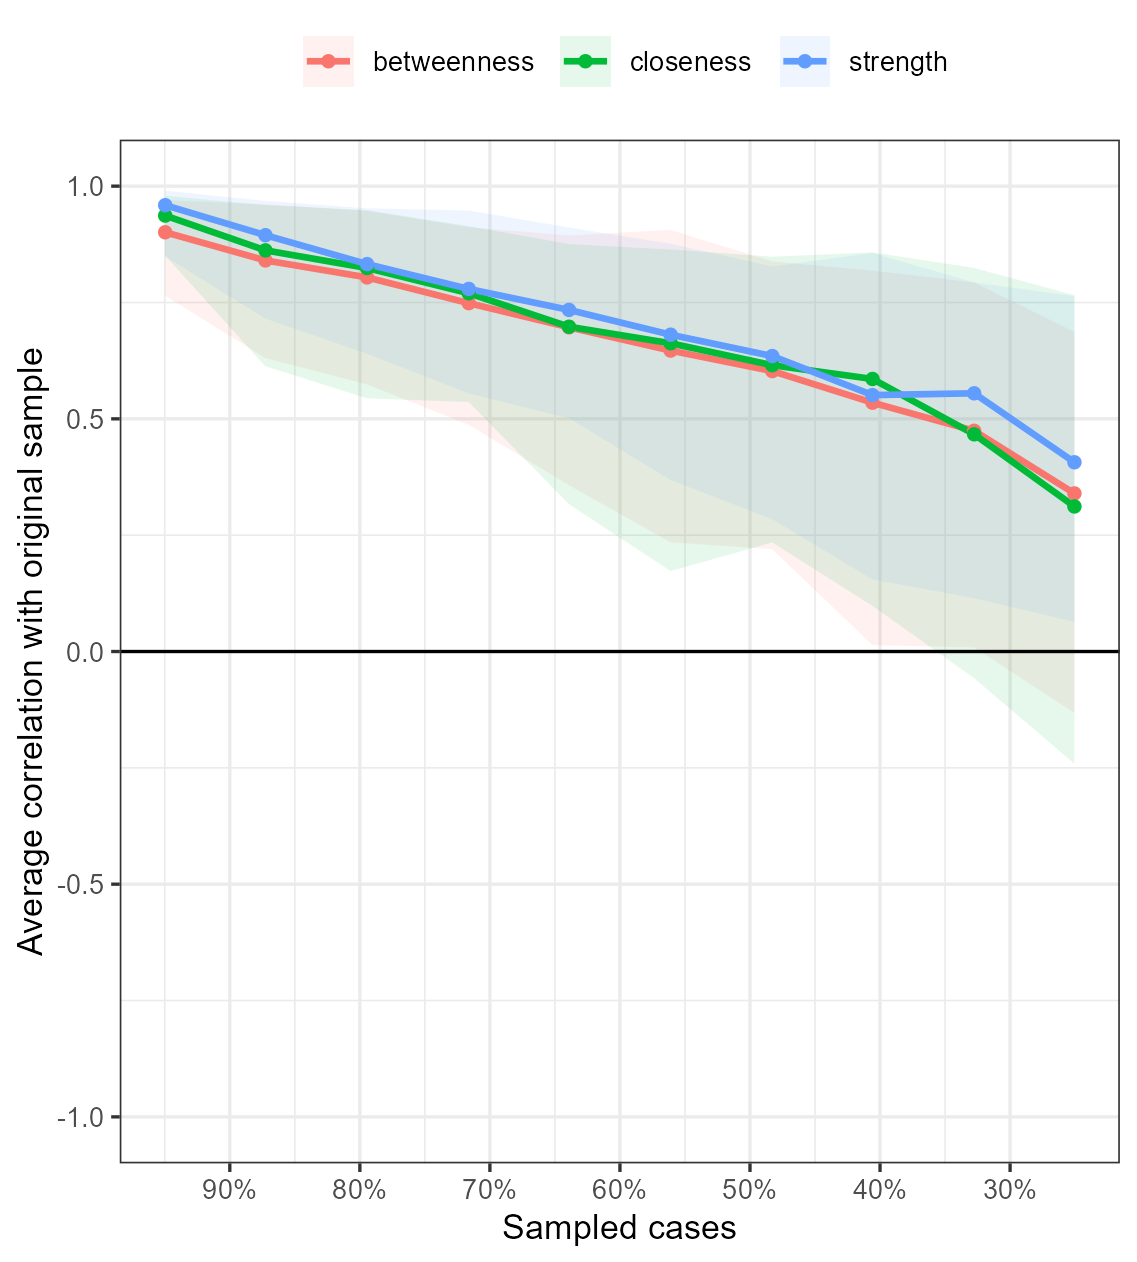 betweenness closeness strength
1.0
0.5
0.0
-0.5
-1.0
Average correlation with original sample
90% 80% 70% 60% 50% 40% 30%
Sampled cases